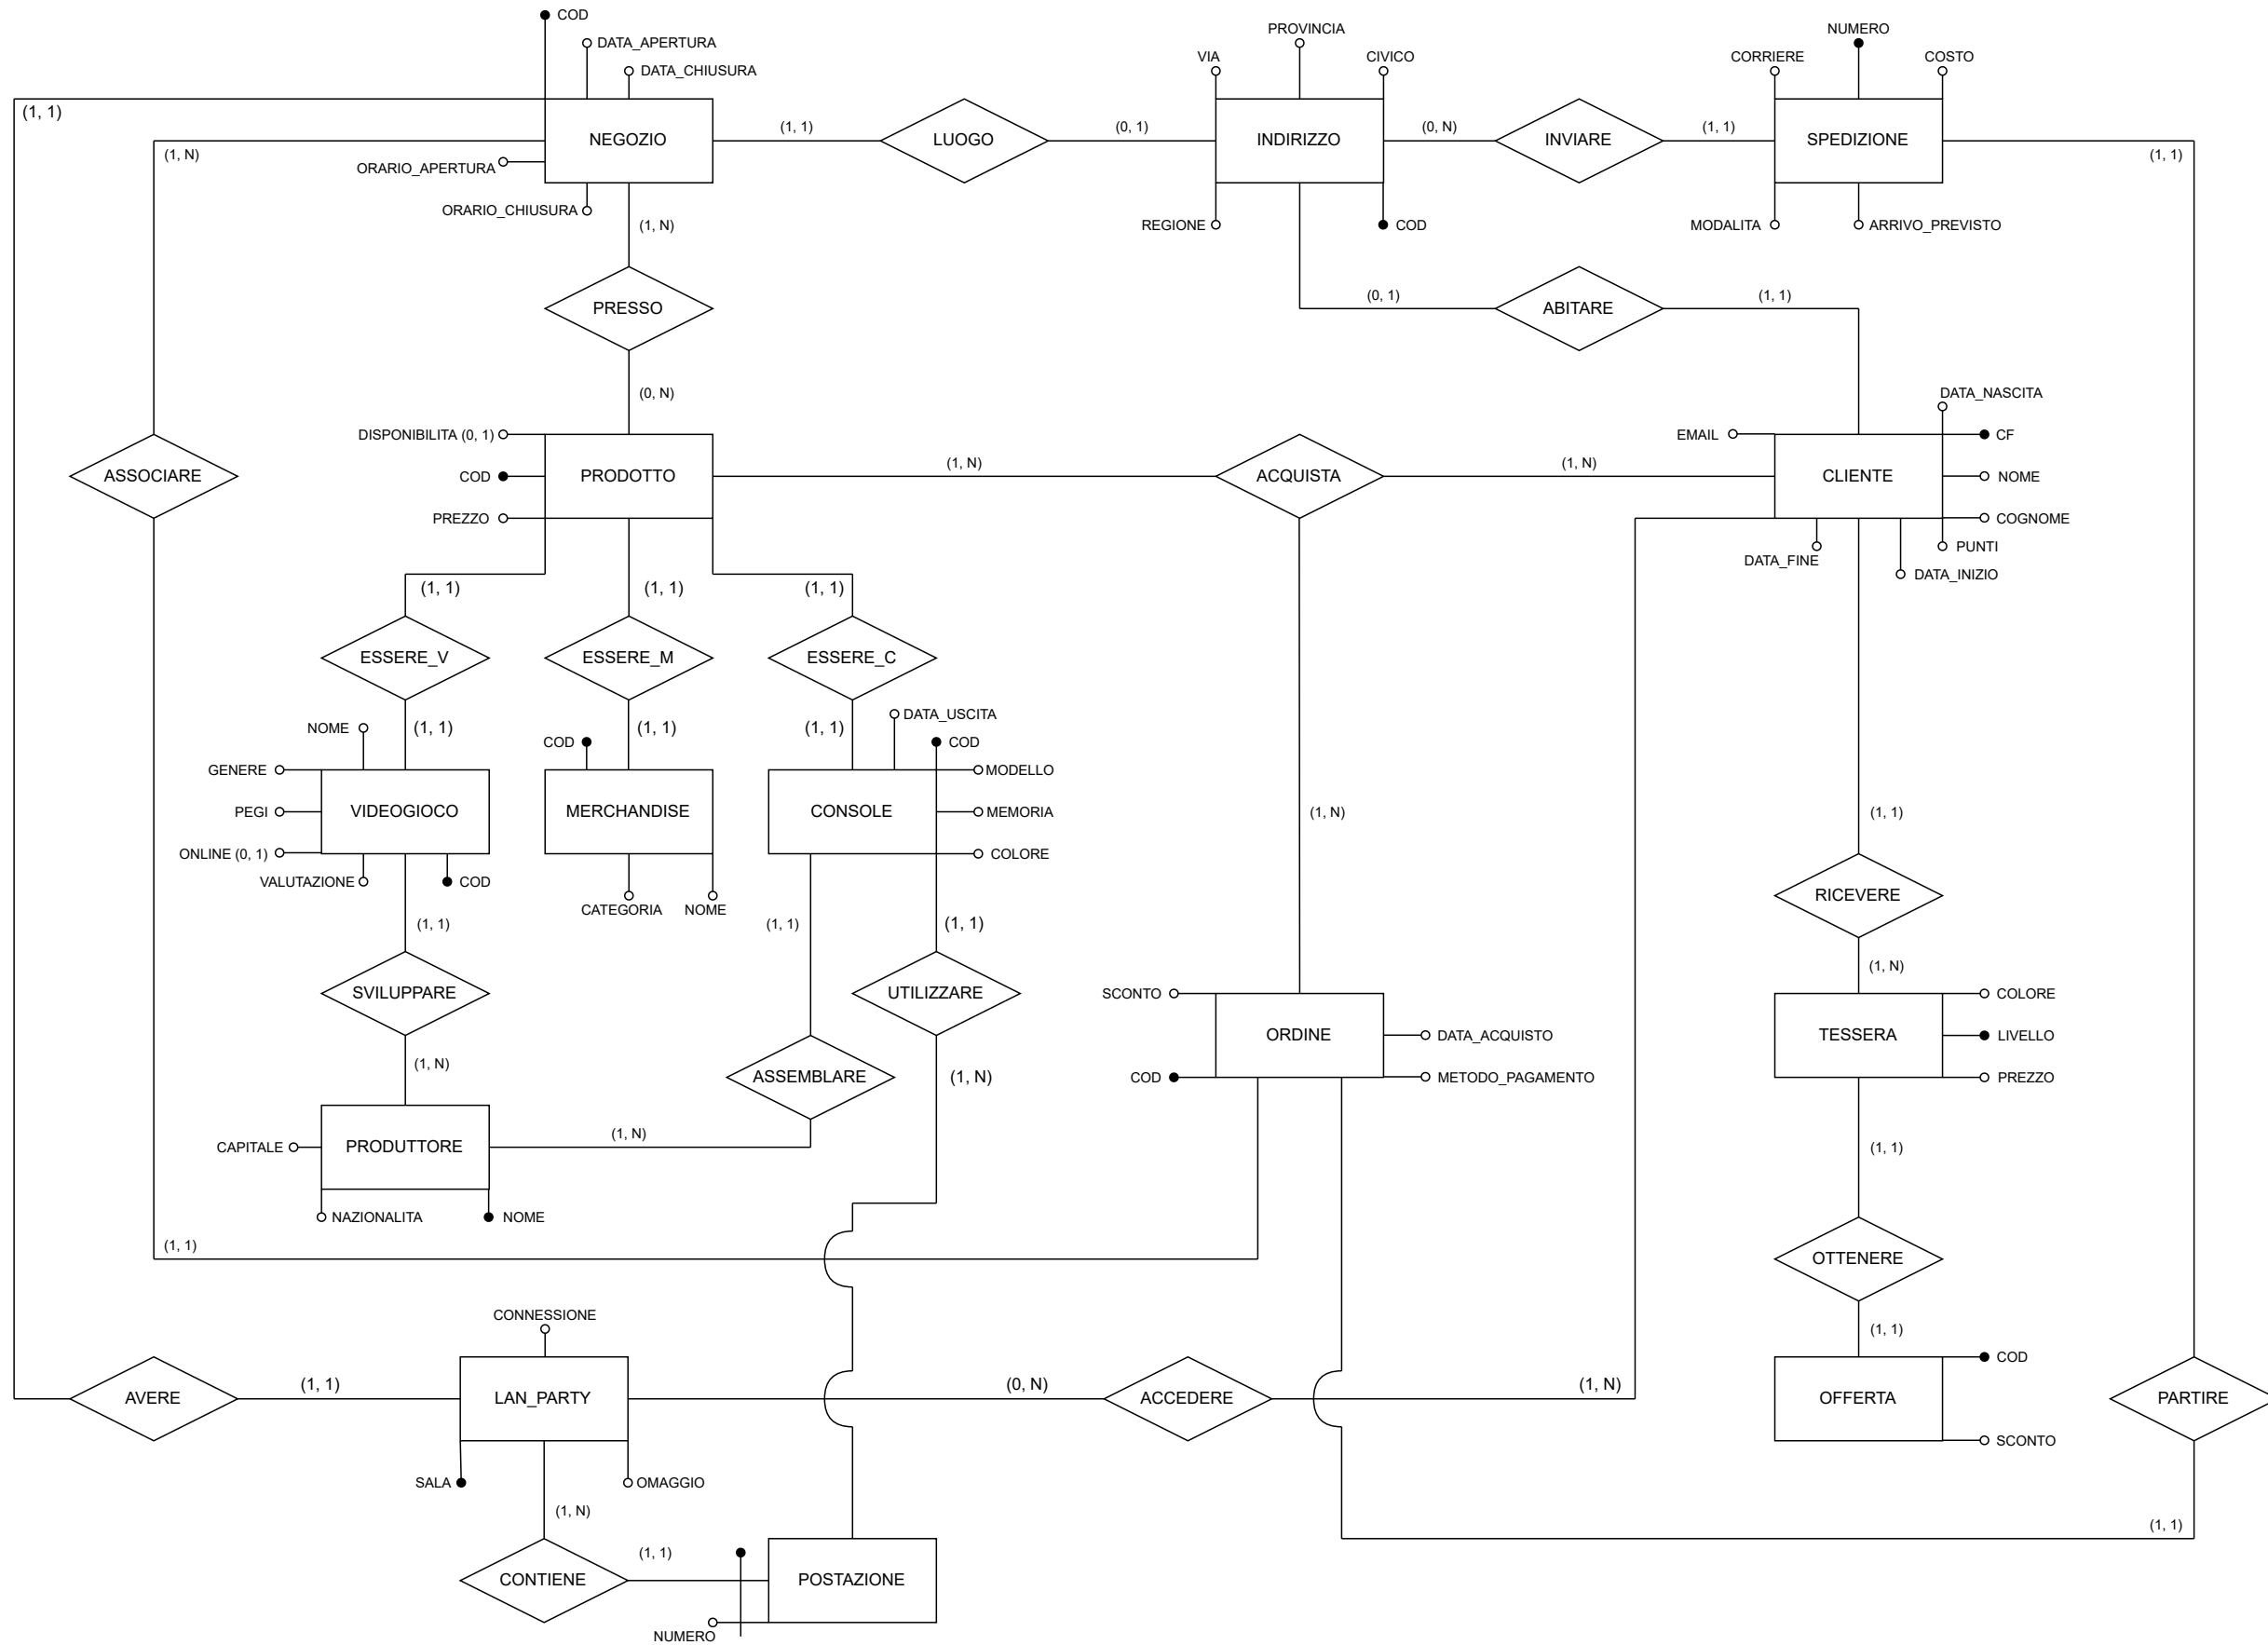 COD
DATA_APERTURA
DATA_CHIUSURA
PROVINCIA
NUMERO
VIA
CIVICO
CORRIERE
COSTO
(1, 1)
NEGOZIO
(1, 1)
LUOGO
(0, 1)
INDIRIZZO
(0, N)
INVIARE
(1, 1)
SPEDIZIONE
(1, N)
(1, 1)
ORARIO_APERTURA
ORARIO_CHIUSURA
(1, N)
REGIONE
COD
MODALITA
ARRIVO_PREVISTO
PRESSO
(0, 1)
ABITARE
(1, 1)
(0, N)
DATA_NASCITA
DISPONIBILITA (0, 1)
EMAIL
CF
ASSOCIARE
COD
PRODOTTO
(1, N)
ACQUISTA
(1, N)
CLIENTE
NOME
PREZZO
COGNOME
DATA_FINE
PUNTI
DATA_INIZIO
(1, 1)
(1, 1)
(1, 1)
ESSERE_V
ESSERE_M
ESSERE_C
NOME
(1, 1)
(1, 1)
(1, 1)
DATA_USCITA
COD
COD
GENERE
MODELLO
PEGI
VIDEOGIOCO
MERCHANDISE
CONSOLE
MEMORIA
(1, N)
(1, 1)
ONLINE (0, 1)
COLORE
VALUTAZIONE
COD
CATEGORIA
NOME
RICEVERE
(1, 1)
(1, 1)
(1, 1)
(1, N)
SVILUPPARE
UTILIZZARE
SCONTO
COLORE
ORDINE
DATA_ACQUISTO
TESSERA
LIVELLO
(1, N)
ASSEMBLARE
(1, N)
COD
METODO_PAGAMENTO
PREZZO
CAPITALE
PRODUTTORE
(1, N)
(1, 1)
NAZIONALITA
NOME
(1, 1)
OTTENERE
CONNESSIONE
(1, 1)
COD
AVERE
(1, 1)
LAN_PARTY
(0, N)
ACCEDERE
(1, N)
OFFERTA
PARTIRE
SCONTO
SALA
OMAGGIO
(1, N)
(1, 1)
(1, 1)
CONTIENE
POSTAZIONE
NUMERO